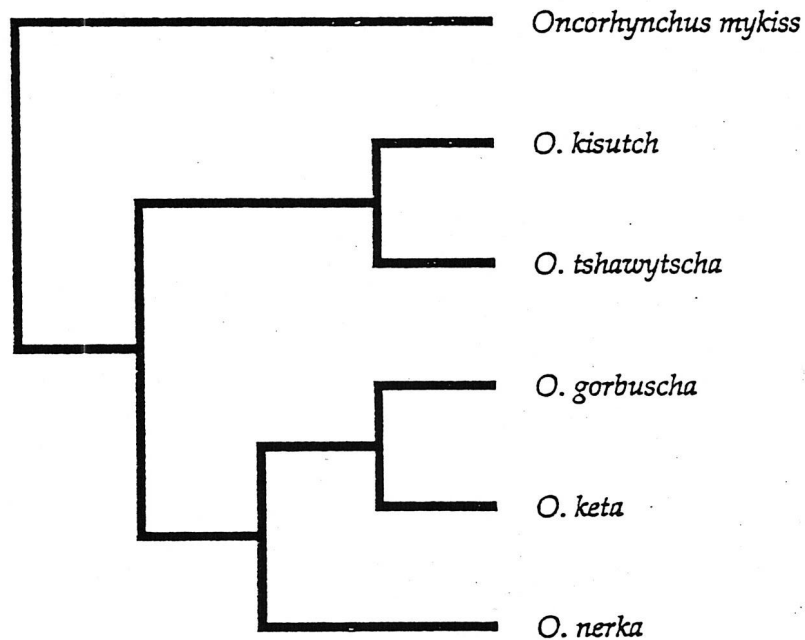 Oncorhynchus mykiss
O. kisutch
O. tshawytscha
O. gorbuscha
O. keta
O. nerka